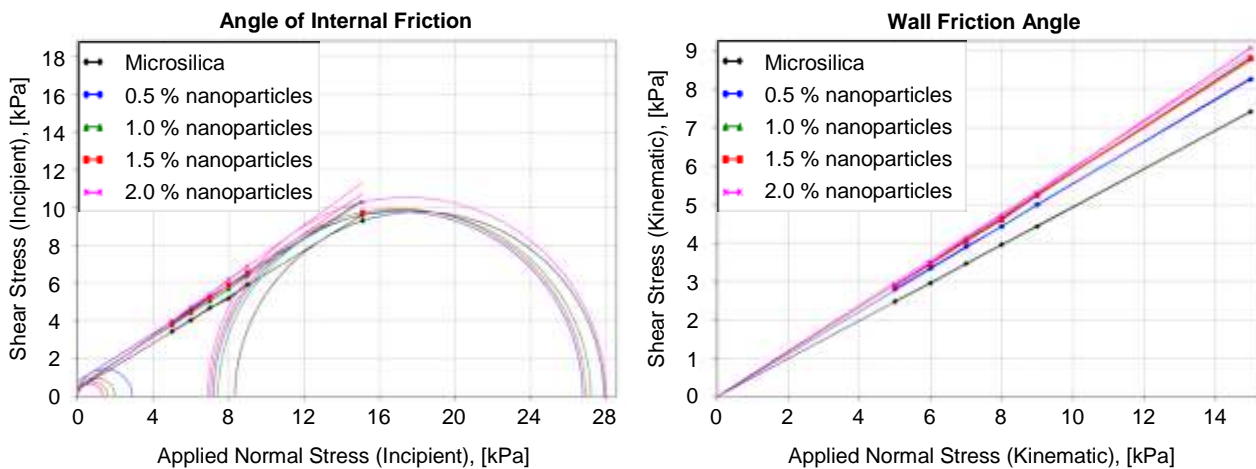 Angle of Internal Friction
18
16
14
12
10
8
6
4
2
0
Shear Stress (Incipient), [kPa]
Microsilica
0.5 % nanoparticles
1.0 % nanoparticles
1.5 % nanoparticles
2.0 % nanoparticles
0 4 8 12 16 20 24 28
Applied Normal Stress (Incipient), [kPa]
Wall Friction Angle
9
8
7
6
5
4
3
2
1
0
Shear Stress (Kinematic), [kPa]
Microsilica
0.5 % nanoparticles
1.0 % nanoparticles
1.5 % nanoparticles
2.0 % nanoparticles
0 2 4 6 8 10 12 14
Applied Normal Stress (Kinematic), [kPa]